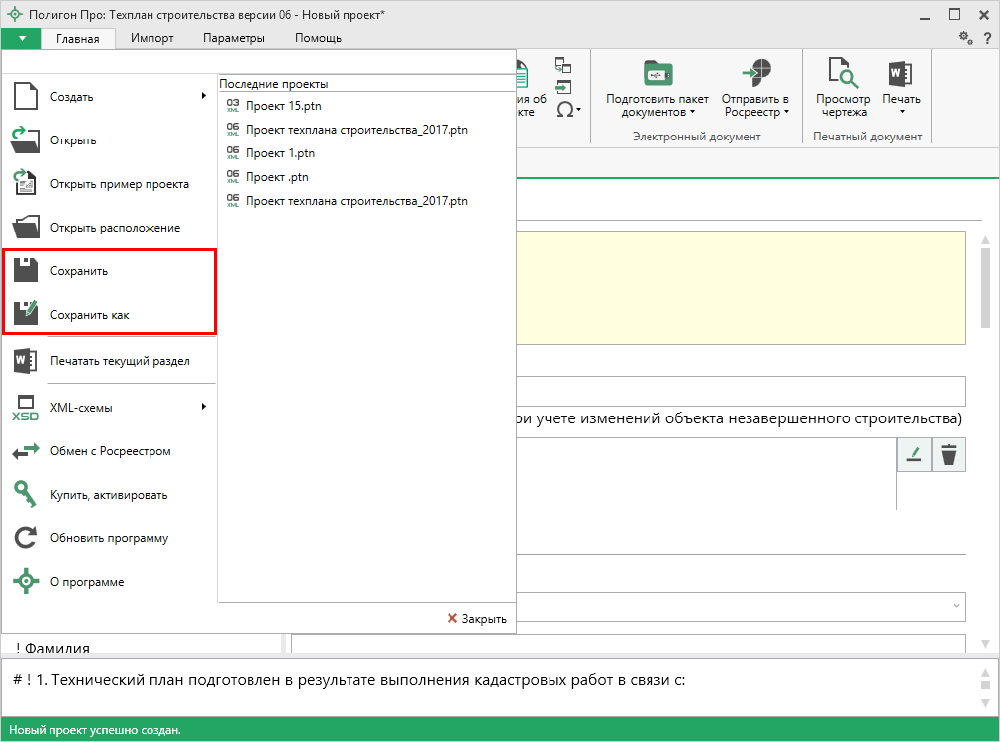 Полигон Про: Техплан строительства версии 06 - Новый проект*
Главная
Импорт
Параметры
Помощь
?
Создать
Открыть
Открыть пример проекта
Открыть расположение
Сохранить
Сохранить как
Печатать текущий раздел
XML-схемы
Обмен с Росреестром
Купить, активировать
Обновить программу
О программе
W
W
XSD
Последние проекты
03 XML Проект 15.ptn
06 XML Проект техплана строительства_2017.ptn
06 XML Проект 1.ptn
06 XML Проект .ptn
06 XML Проект техплана строительства_2017.ptn
Закрыть
ия об
кте
Ω
Подготовить пакет
документов
Отправить в
Росреестр
Электронный документ
Просмотр
чертежа
Печать
Печатный документ
ри учете изменений объекта незавершенного строительства)
! Фамилия
# ! 1. Технический план подготовлен в результате выполнения кадастровых работ в связи с:
Новый проект успешно создан.